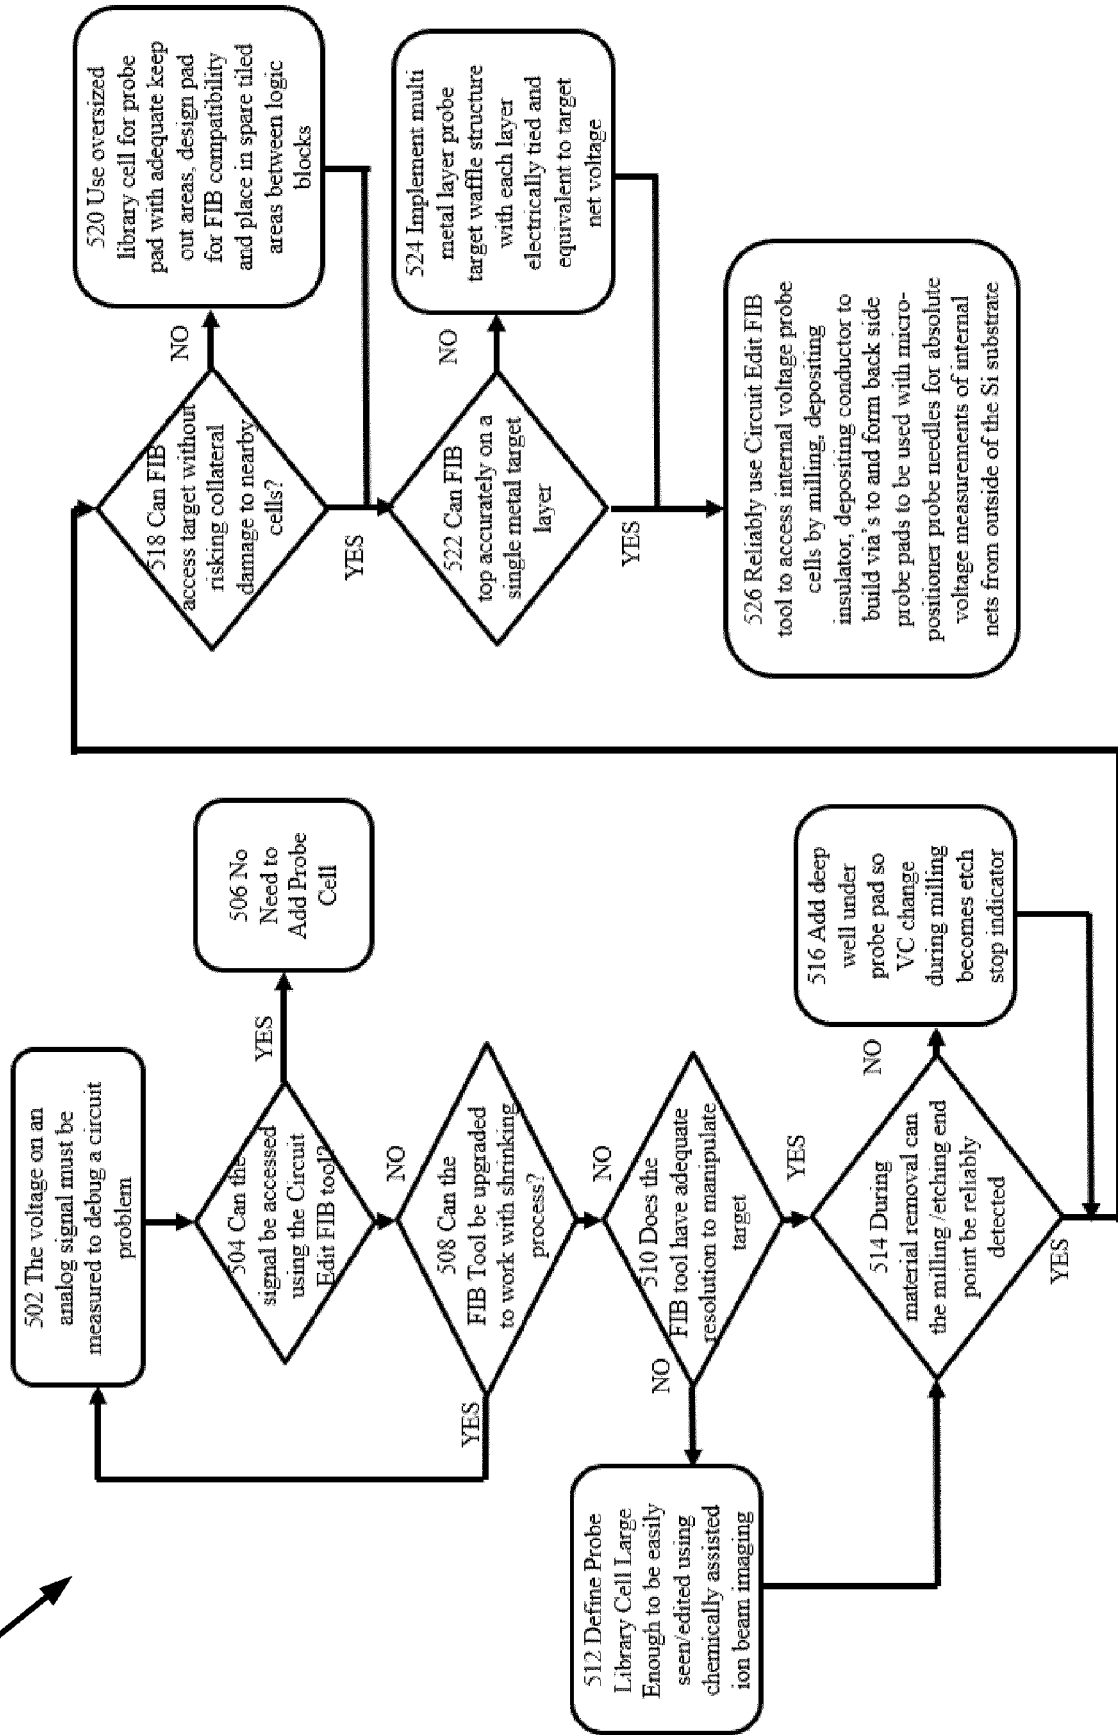 502 The voltage on an
analog signal must be
measured to debug a circuit
problem
504 Can the
signal be accessed
using the Circuit
Edit FIB tool?
YES
506 No
Need to
Add Probe
Cell
NO
508 Can the
FIB Tool be upgraded
to work with shrinking
process?
YES
NO
510 Does the
FIB tool have adequate
resolution to manipulate
target
NO
512 Define Probe
Library Cell Large
Enough to be easily
seen/edited using
chemically assisted
ion beam imaging
YES
514 During
material removal can
the milling /etching end
point be reliably
detected
NO
516 Add deep
well under
probe pad so
VC change
during milling
becomes etch
stop indicator
YES
518 Can FIB
access target without
risking collateral
damage to nearby
cells?
NO
520 Use oversized
library cell for probe
pad with adequate keep
out areas, design pad
for FIB compatibility
and place in spare tiled
areas between logic
blocks
YES
522 Can FIB
top accurately on a
single metal target
layer
NO
524 Implement multi
metal layer probe
target waffle structure
with each layer
electrically tied and
equivalent to target
net voltage
YES
526 Reliably use Circuit Edit FIB
tool to access internal voltage probe
cells by milling, depositing
insulator, depositing conductor to
build via's to and form back side
probe pads to be used with micro-
positioner probe needles for absolute
voltage measurements of internal
nets from outside of the Si substrate